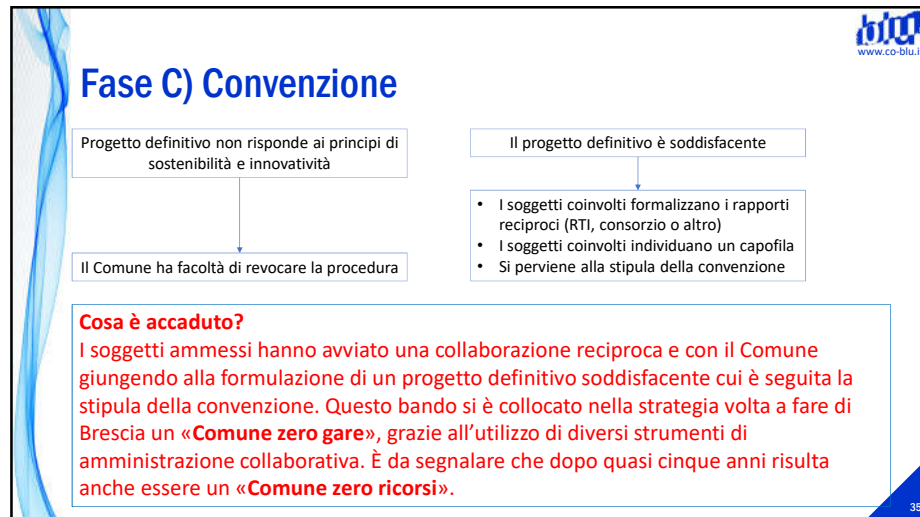 blu
www.co-blu.i
Fase C) Convenzione
Progetto definitivo non risponde ai principi di
sostenibilità e innovatività
Il Comune ha facoltà di revocare la procedura
Il progetto definitivo è soddisfacente
• I soggetti coinvolti formalizzano i rapporti
reciproci (RTI, consorzio o altro)
• I soggetti coinvolti individuano un capofila
• Si perviene alla stipula della convenzione
Cosa è accaduto?
I soggetti ammessi hanno avviato una collaborazione reciproca e con il Comune
giungendo alla formulazione di un progetto definitivo soddisfacente cui è seguita la
stipula della convenzione. Questo bando si è collocato nella strategia volta a fare di
Brescia un «Comune zero gare», grazie all’utilizzo di diversi strumenti di
amministrazione collaborativa. È da segnalare che dopo quasi cinque anni risulta
anche essere un «Comune zero ricorsi».
35